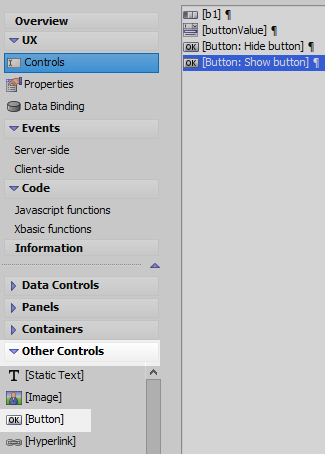 Overview
UX
Controls
Properties
Data Binding
Events
Server-side
Client-side
Code
Javascript functions
Xbasic functions
Information
Data Controls
Panels
Containers
Other Controls
T [Static Text]
[Image]
OK [Button]
[Hyperlink]
[b1] ¶
[buttonValue] ¶
OK [Button: Hide button] ¶
OK [Button: Show button] ¶